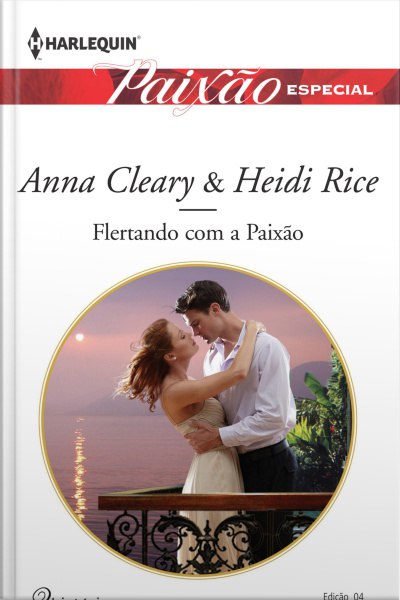 HARLEQUIN®
Paixão ESPECIAL
Anna Cleary & Heidi Rice
Flertando com a Paixão
Edição 04